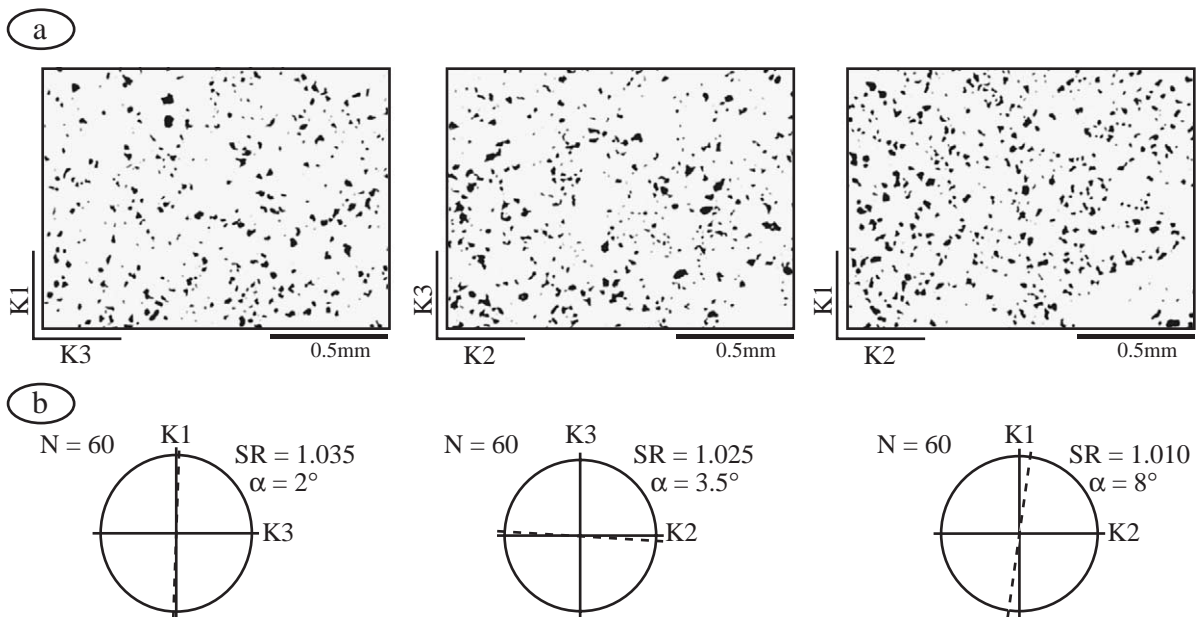 a
K1
K3
0.5mm
K3
K2
0.5mm
K1
K2
0.5mm
b
N = 60
K1
SR = 1.035
α = 2°
K3
N = 60
K3
SR = 1.025
α = 3.5°
K2
N = 60
K1
SR = 1.010
α = 8°
K2